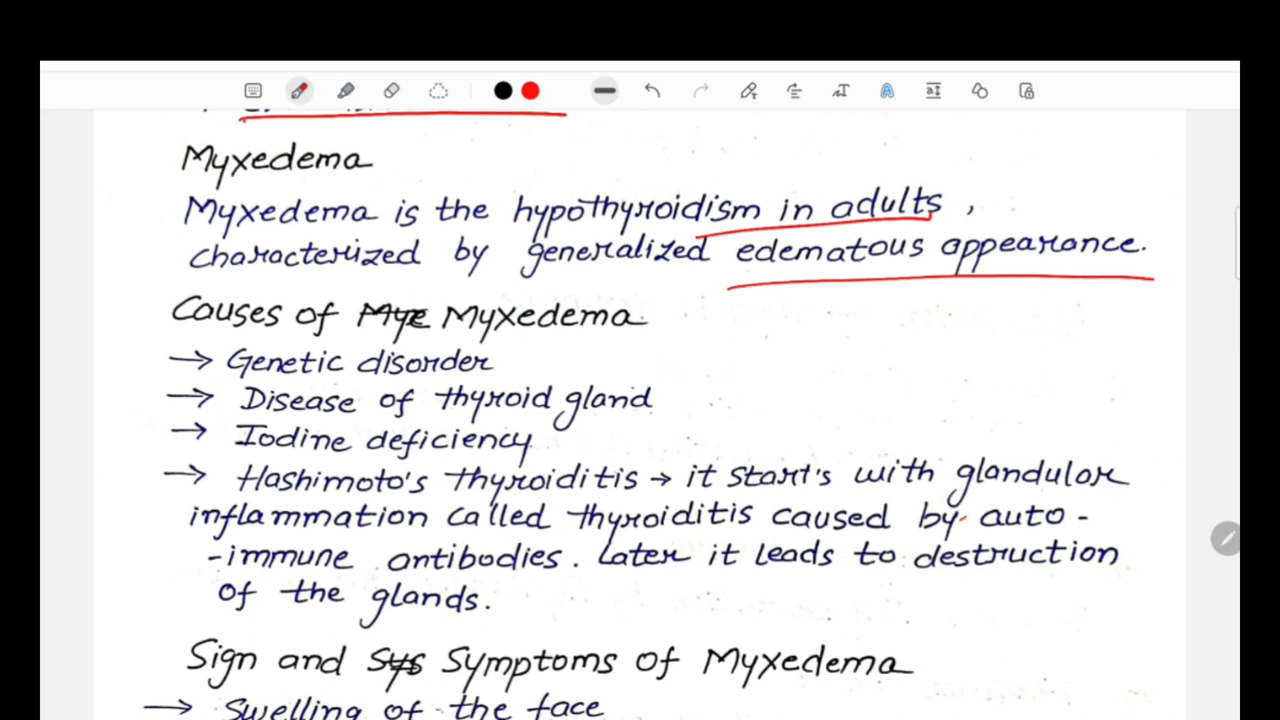 Myxedema
Myxedema is the hypothyroidism in adults ,
characterized by generalized edematous appearance.
Causes of Myxedema.
→ Genetic disorder
→ Disease of thyroid gland
→ Iodine deficiency
→ Hashimoto's thyroiditis → it start's with glandular
inflammation called thyroiditis caused by auto -
-immune antibodies. Later it leads to destruction
of the glands.
Sign and Symptoms of Myxedema
→ Swelling of the face